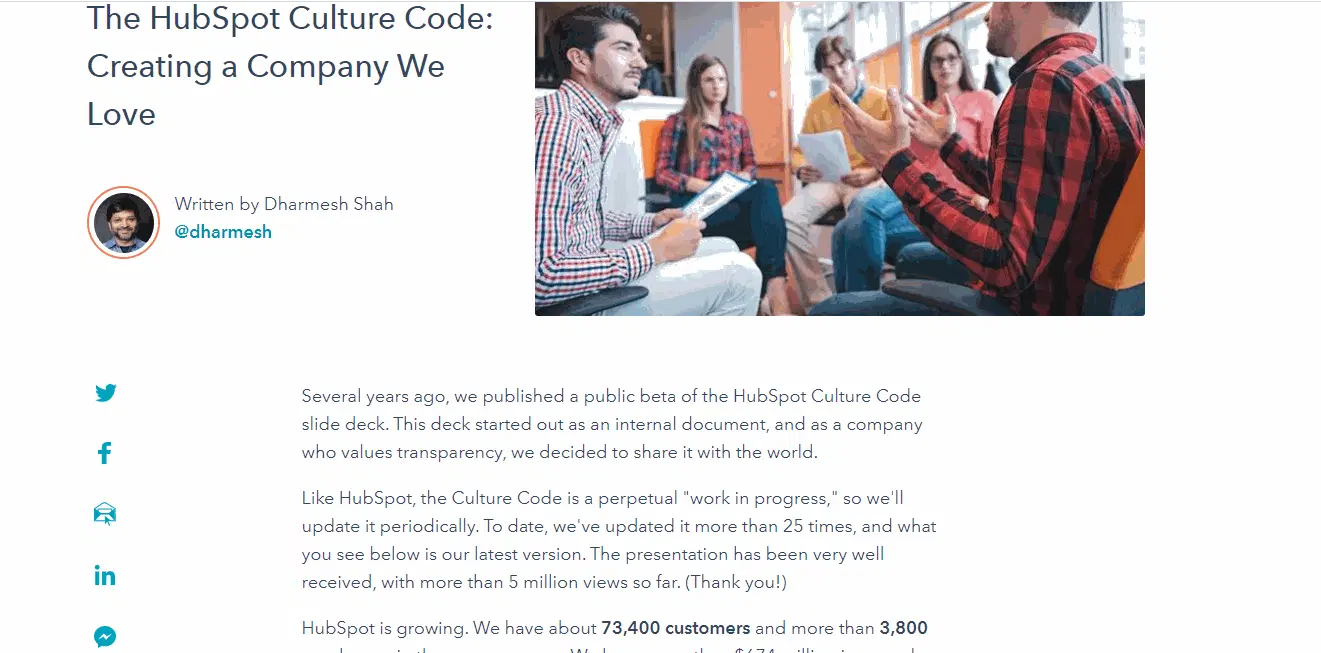 The HubSpot Culture Code:
Creating a Company We
Love
Written by Dharmesh Shah
@dharmesh
Several years ago, we published a public beta of the HubSpot Culture Code
slide deck. This deck started out as an internal document, and as a company
who values transparency, we decided to share it with the world.
Like HubSpot, the Culture Code is a perpetual "work in progress," so we'll
update it periodically. To date, we've updated it more than 25 times, and what
you see below is our latest version. The presentation has been very well
received, with more than 5 million views so far. (Thank you!)
HubSpot is growing. We have about 73,400 customers and more than 3,800